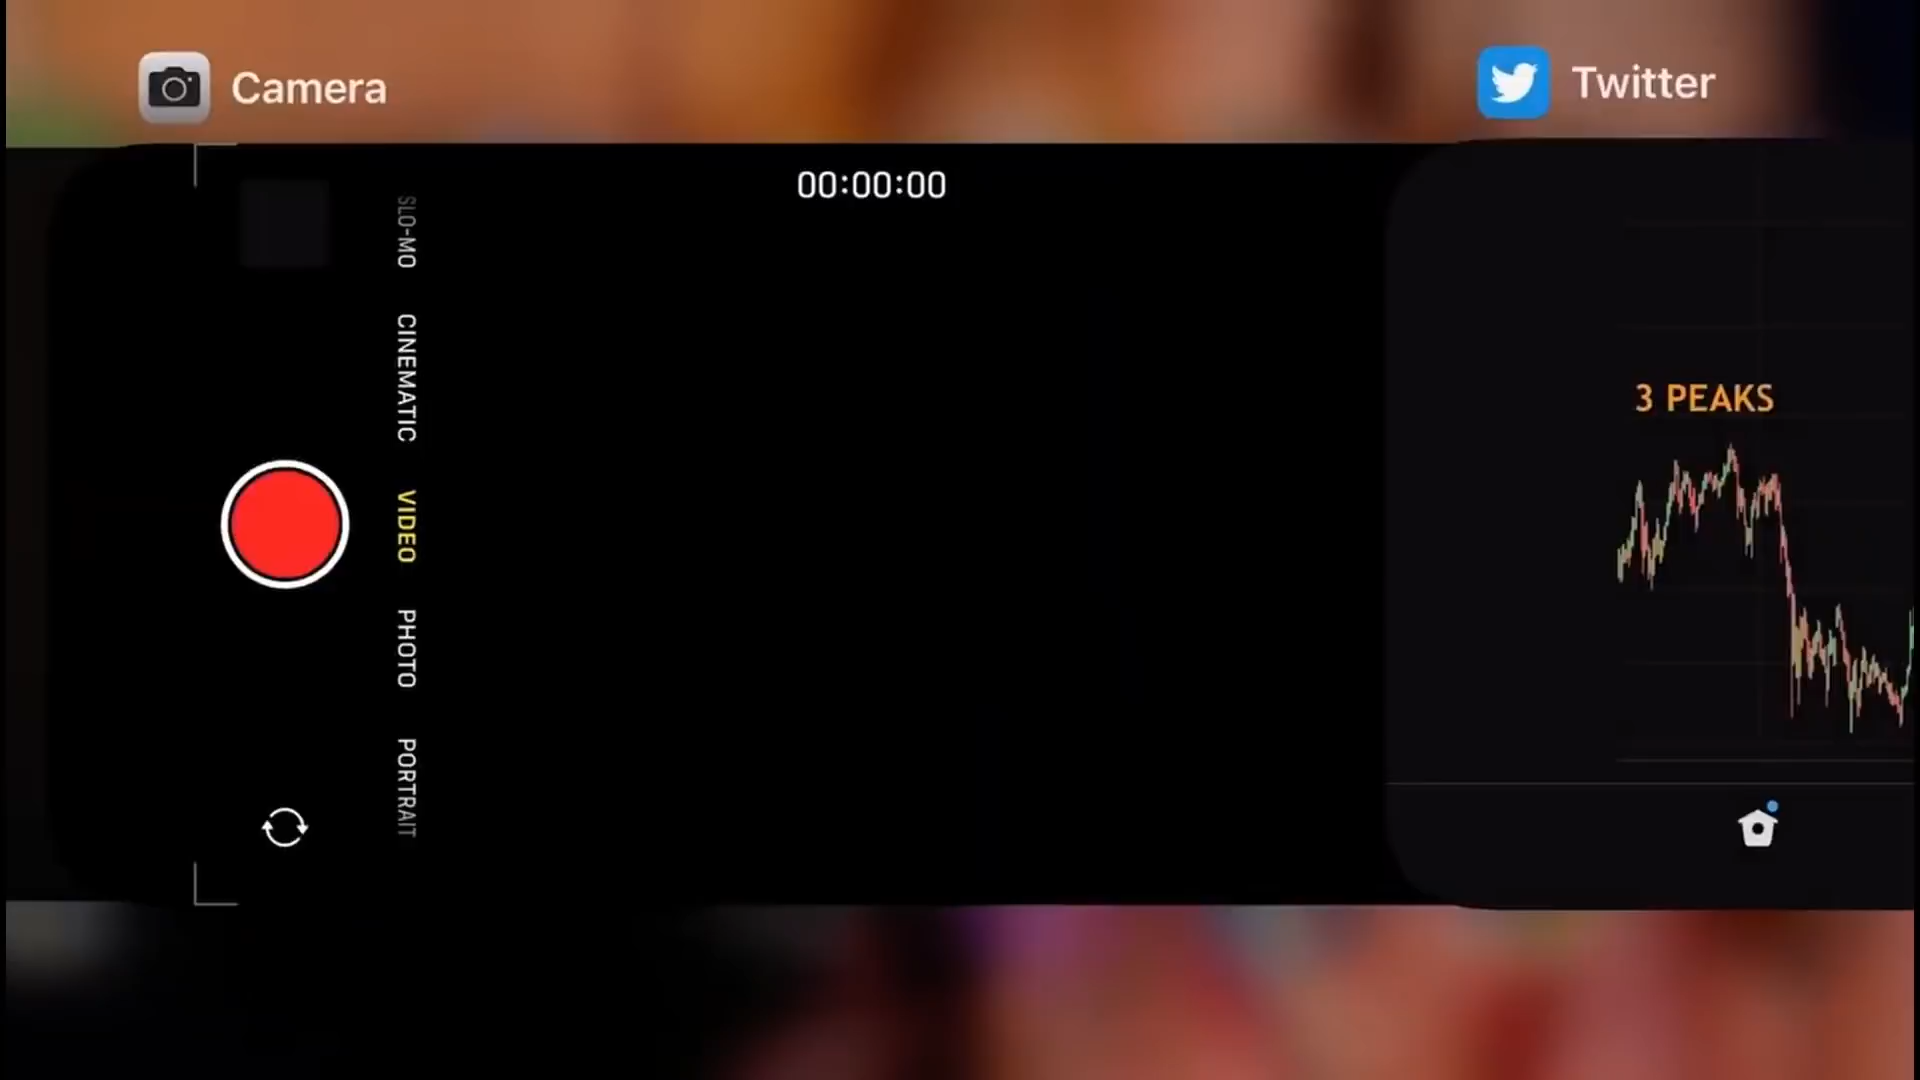 Camera
Twitter
00:00:00
SLO-MO
CINEMATIC
VIDEO
PHOTO
PORTRAIT
3 PEAKS